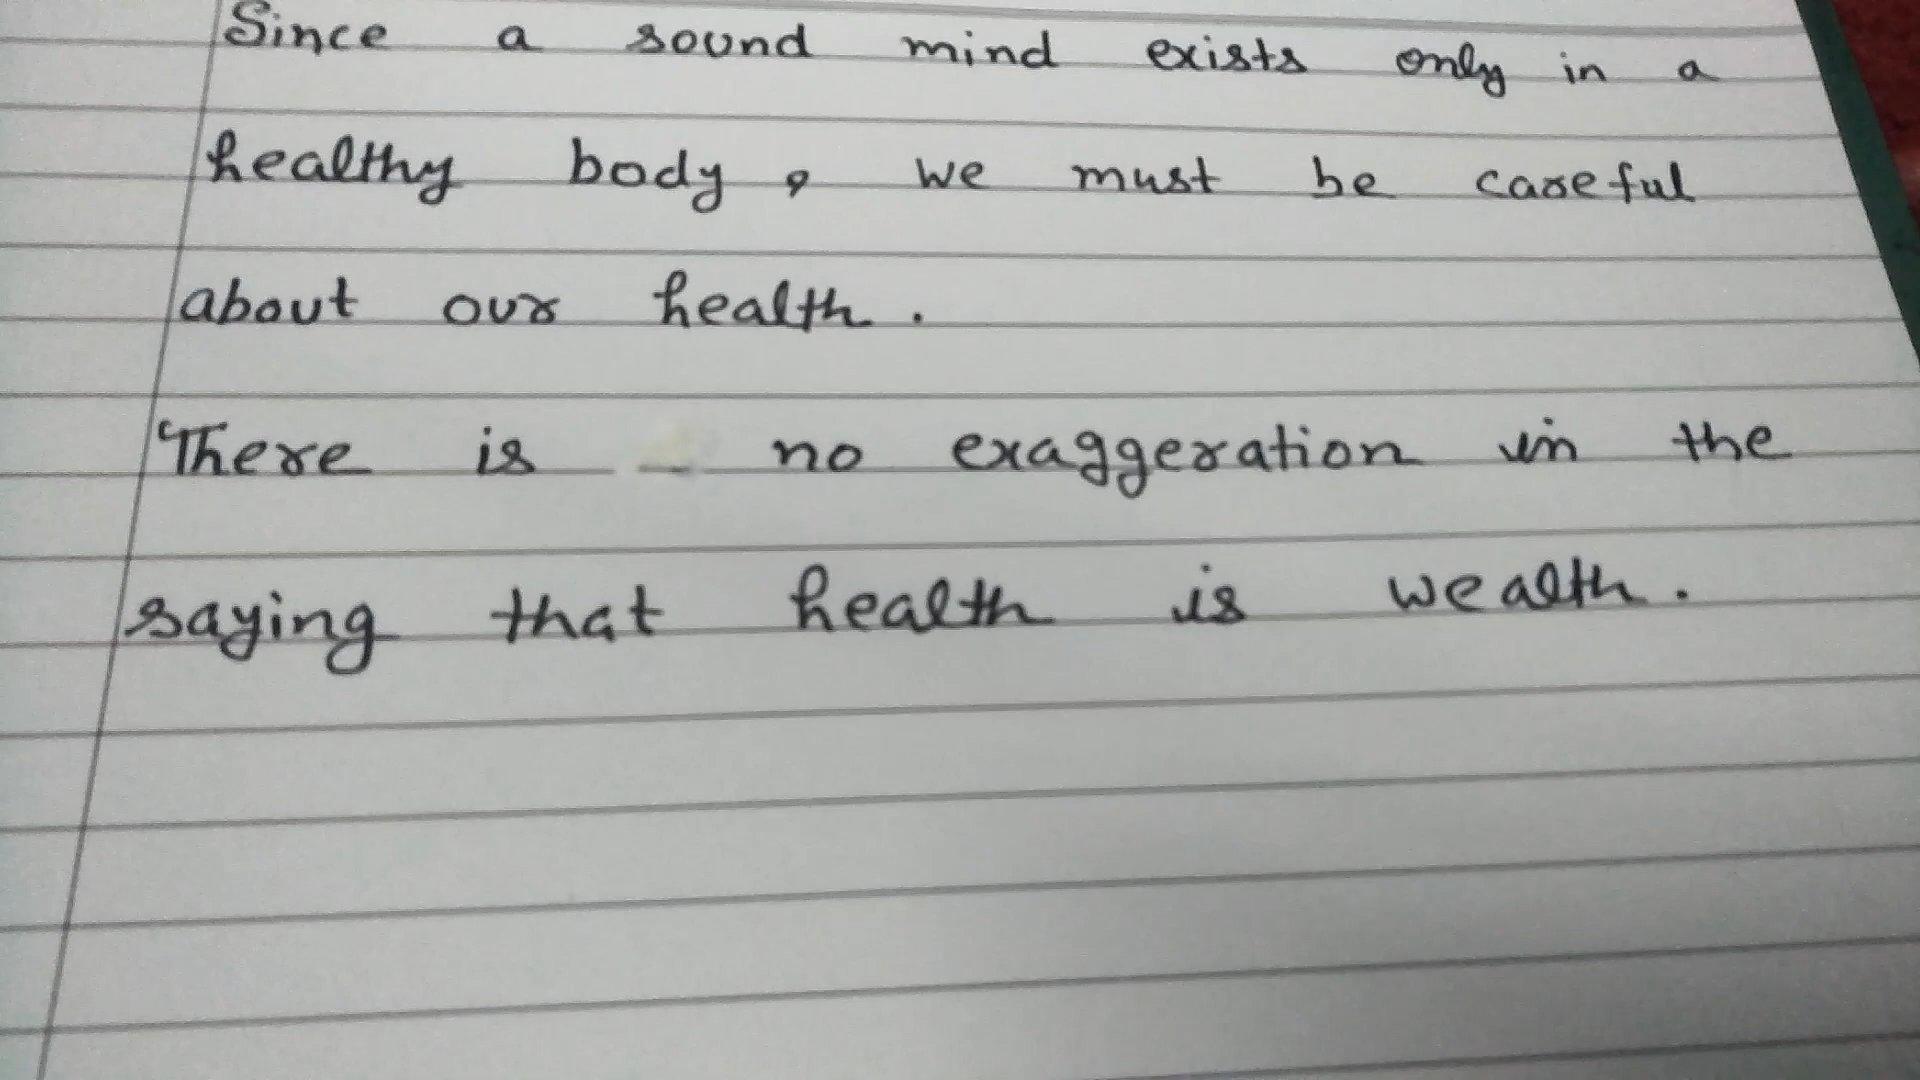 Since a sound mind exists only in a
healthy body, we must be careful
about our health.
There is no exaggeration in the
saying that health is wealth.